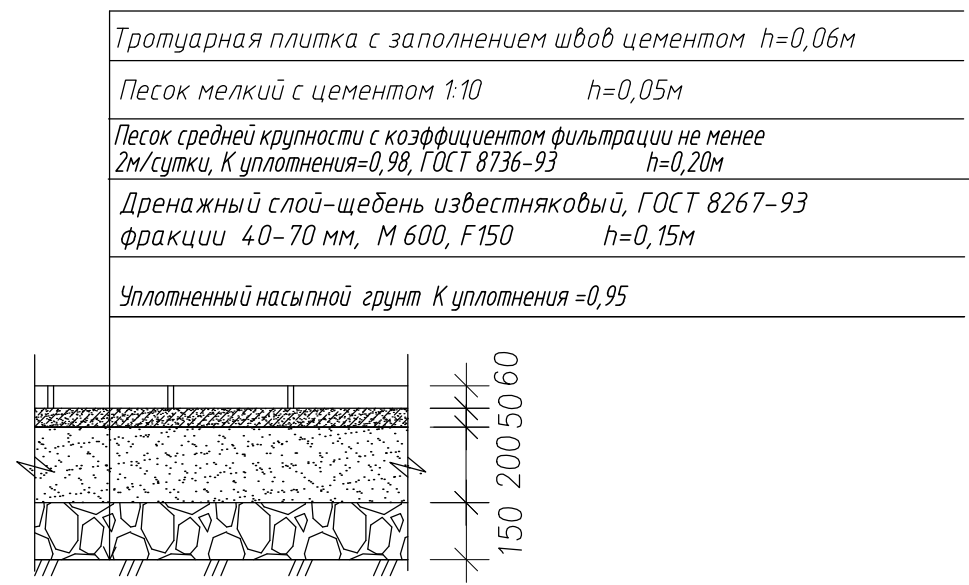 Тротуарная плитка с заполнением швов цементом h=0,06м
Песок мелкий с цементом 1:10 h=0,05м
Песок средней крупности с коэффициентом фильтрации не менее
2м/сутки, К уплотнения=0,98, ГОСТ 8736-93 h=0,20м
Дренажный слой-щебень известняковый, ГОСТ 8267-93
фракции 40-70 мм, М 600, F150 h=0,15м
Уплотненный насыпной грунт К уплотнения =0,95
60
50
200
150